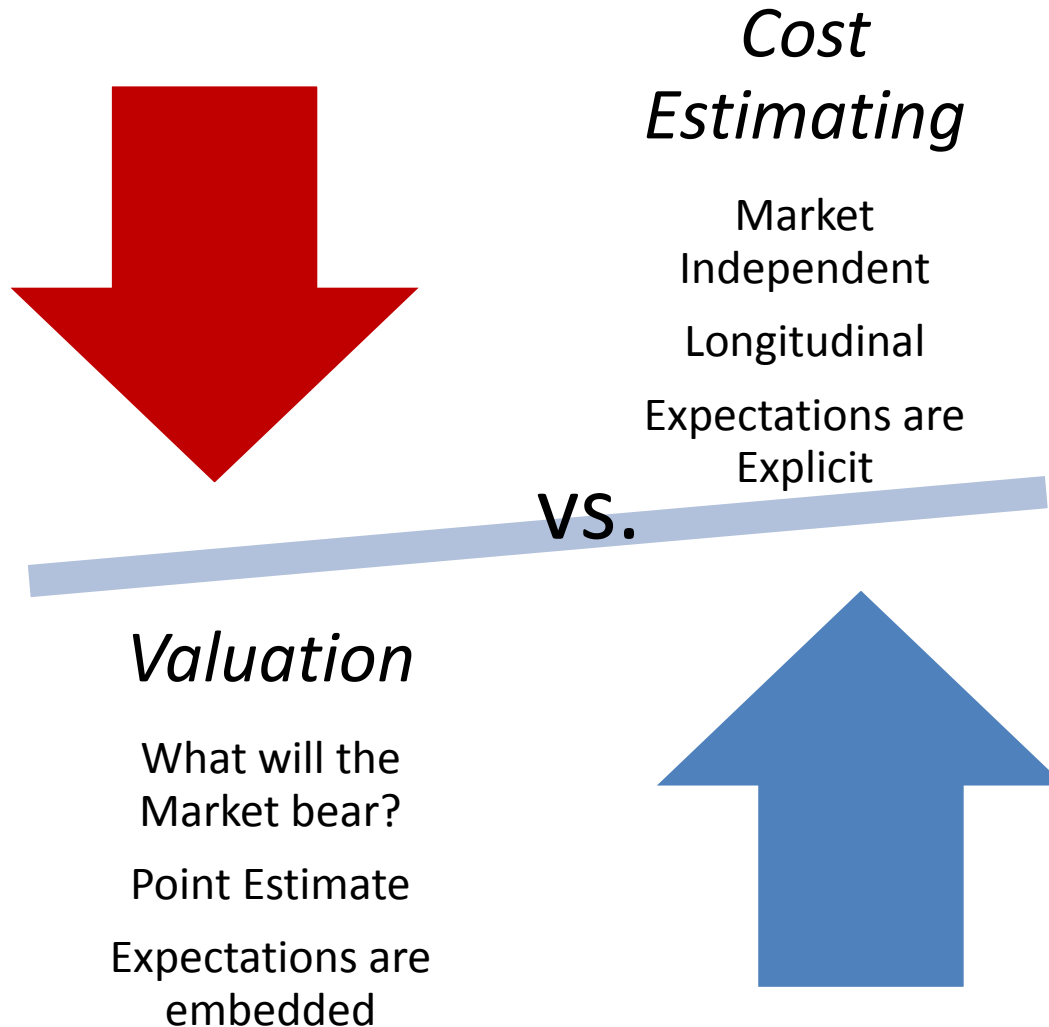 Cost
Estimating
Market
Independent
Longitudinal
Expectations are
Explicit
vs.
Valuation
What will the
Market bear?
Point Estimate
Expectations are
embedded